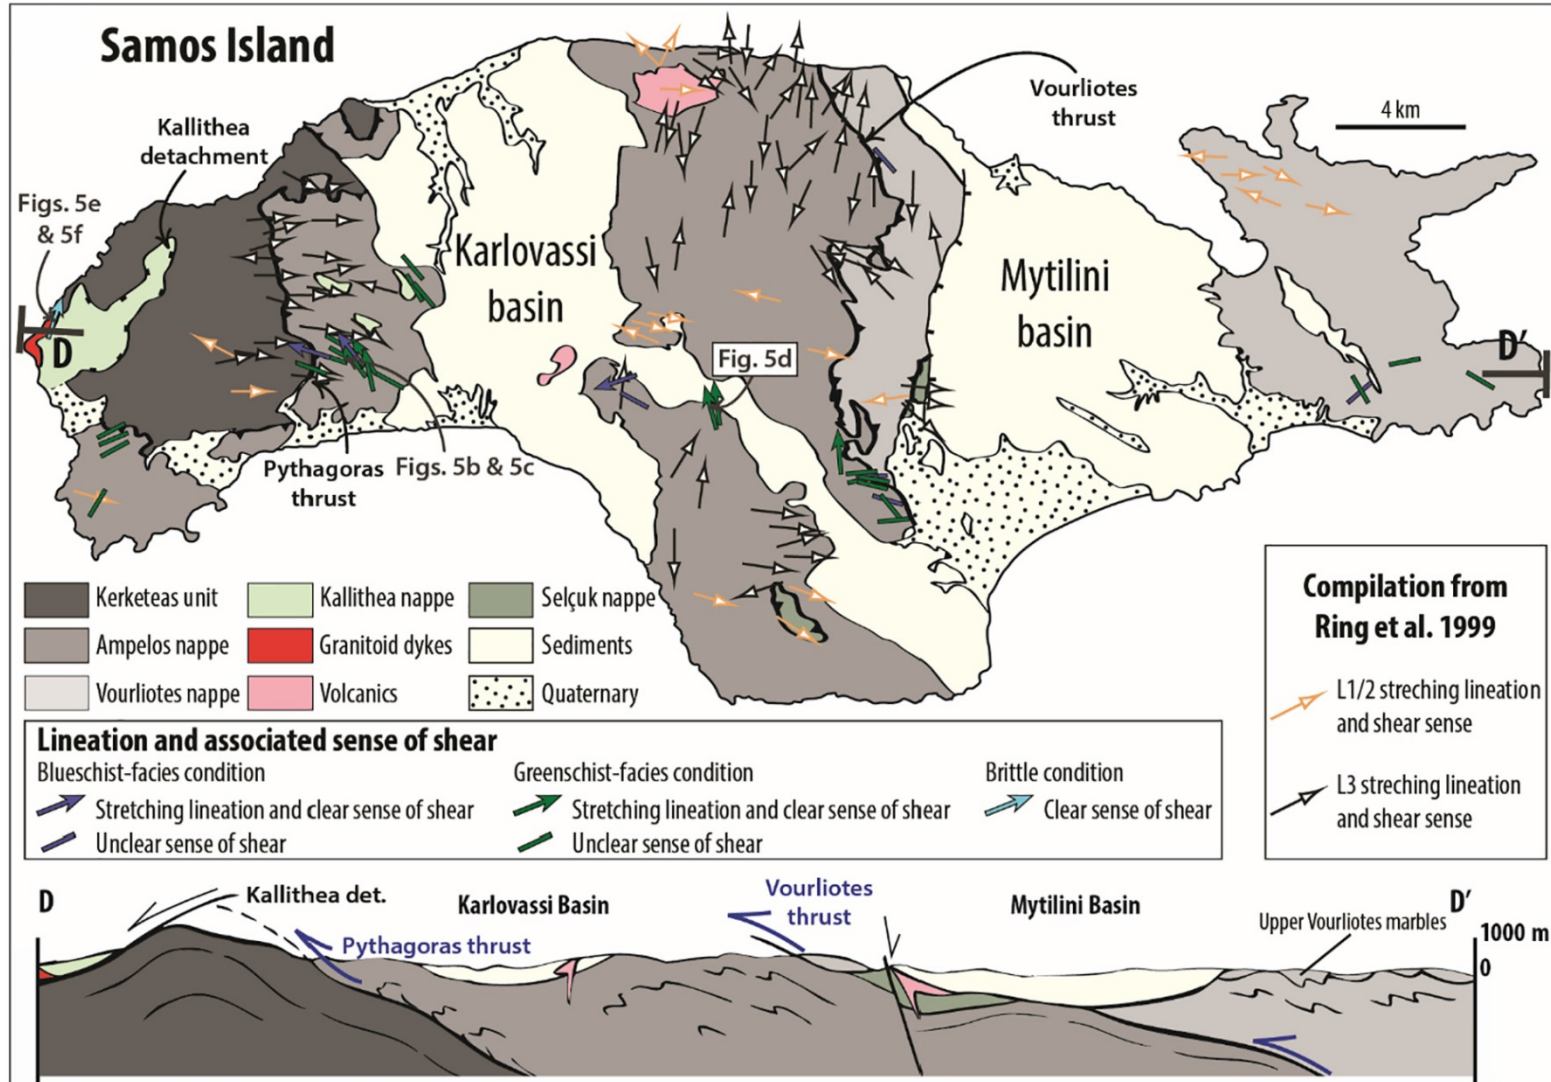 Samos Island
Kallithea
detachment
Figs. 5e
& 5f
D
Karlovassi
basin
Vourliotes
thrust
4 km
Mytilini
basin
D'
Fig. 5d
Pythagoras
thrust
Figs. 5b & 5c
Kerketeas unit
Kallithea nappe
Selçuk nappe
Ampelos nappe
Granitoid dykes
Sediments
Vourliotes nappe
Volcanics
Quaternary
Compilation from
Ring et al. 1999
L1/2 streching lineation
and shear sense
L3 streching lineation
and shear sense
Lineation and associated sense of shear
Blueschist-facies condition
Stretching lineation and clear sense of shear
Unclear sense of shear
Greenschist-facies condition
Stretching lineation and clear sense of shear
Unclear sense of shear
Brittle condition
Clear sense of shear
D
Kallithea det.
Pythagoras thrust
Karlovassi Basin
Vourliotes
thrust
Mytilini Basin
Upper Vourliotes marbles
D'
1000 m
0